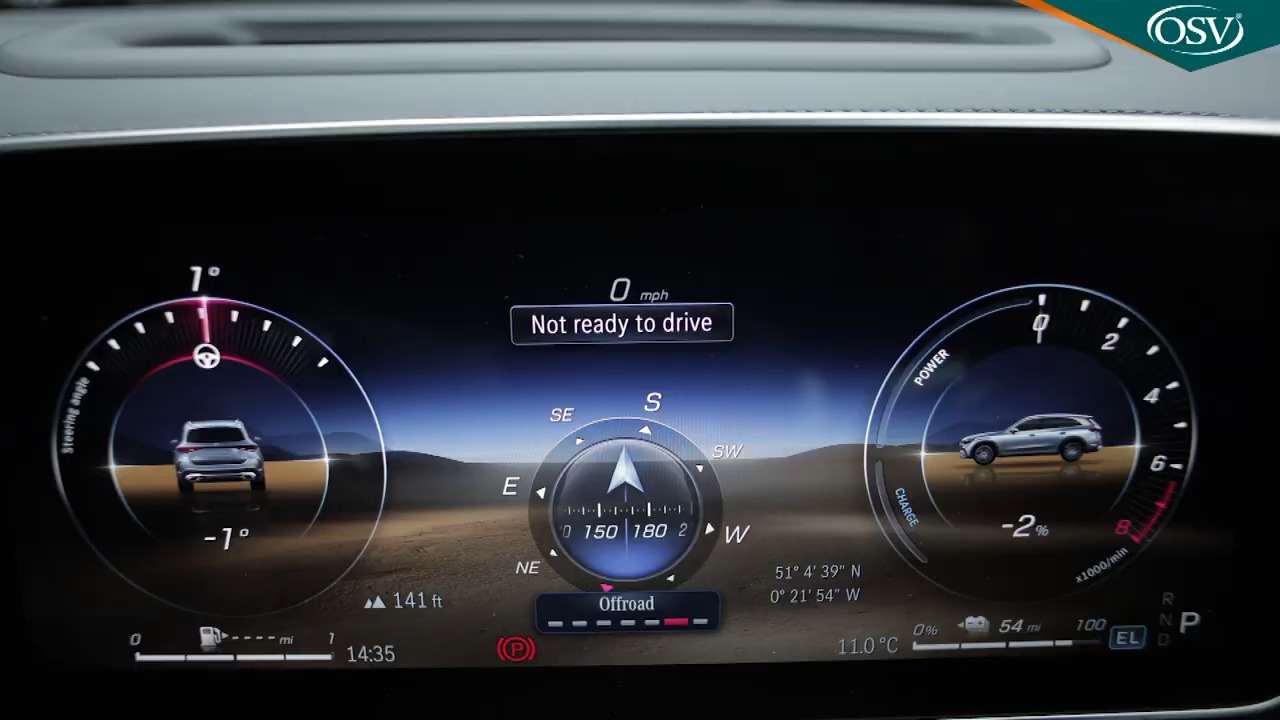 OSV
1°
0 mph
Not ready to drive
0
2
4
6
8
x1000/min
POWER
CHARGE
Steering angle
SE
S
SW
E
W
NE
0 150 180 2
-1°
-2%
51° 4' 39" N
0° 21' 54" W
141 ft
Offroad
0 mi 1
14:35
P
11.0 °C
0% 54 mi 100
EL
R
N
D
P